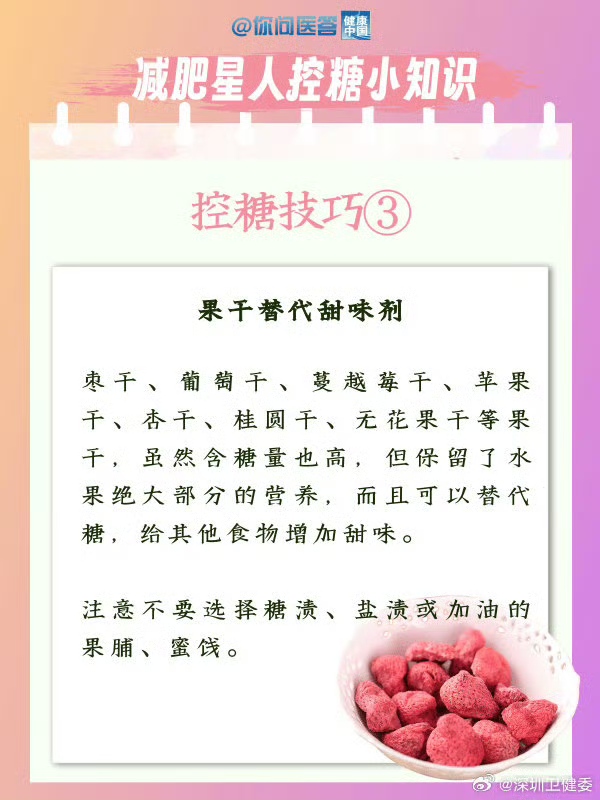 @你问医答 健康中国
减肥星人控糖小知识
控糖技巧③
果干替代甜味剂
枣干、葡萄干、蔓越莓干、苹果
干、杏干、桂圆干、无花果干等果
干，虽然含糖量也高，但保留了水
果绝大部分的营养，而且可以替代
糖，给其他食物增加甜味。
注意不要选择糖渍、盐渍或加油的
果脯、蜜饯。
@深圳卫健委